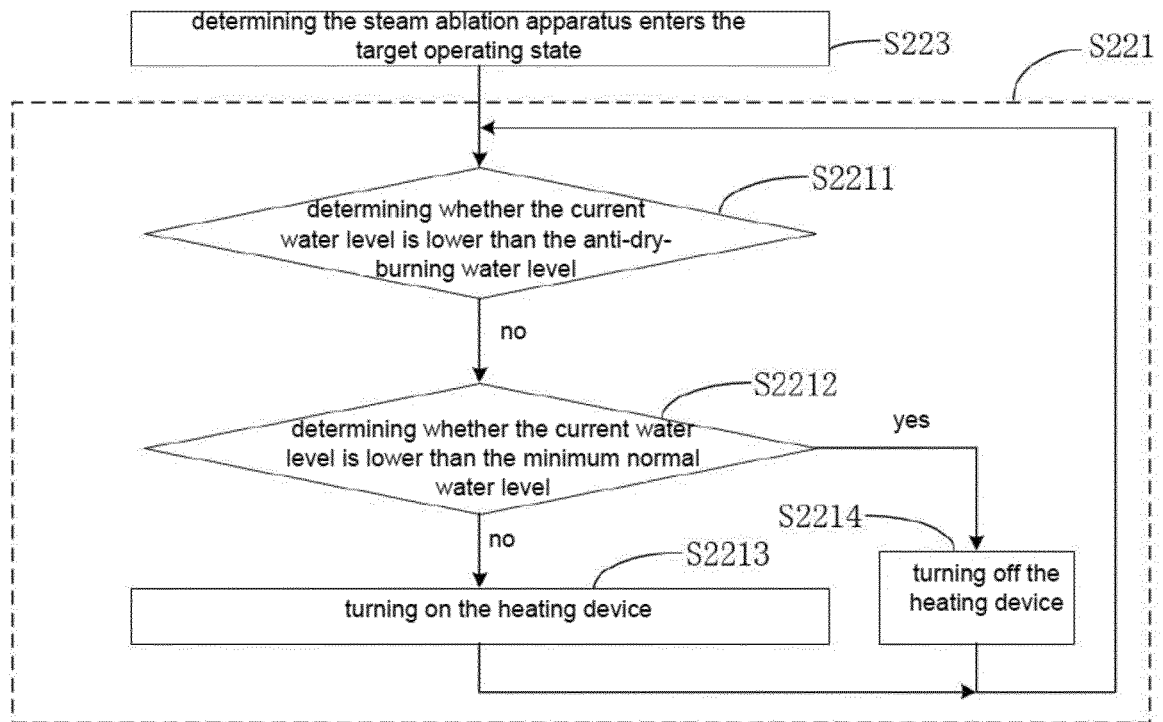 determining the steam ablation apparatus enters the
target operating state
S223
S221
S2211
determining whether the current
water level is lower than the anti-dry-
burning water level
no
S2212
determining whether the current water
level is lower than the minimum normal
water level
yes
no
S2214
S2213
turning off the
heating device
turning on the heating device